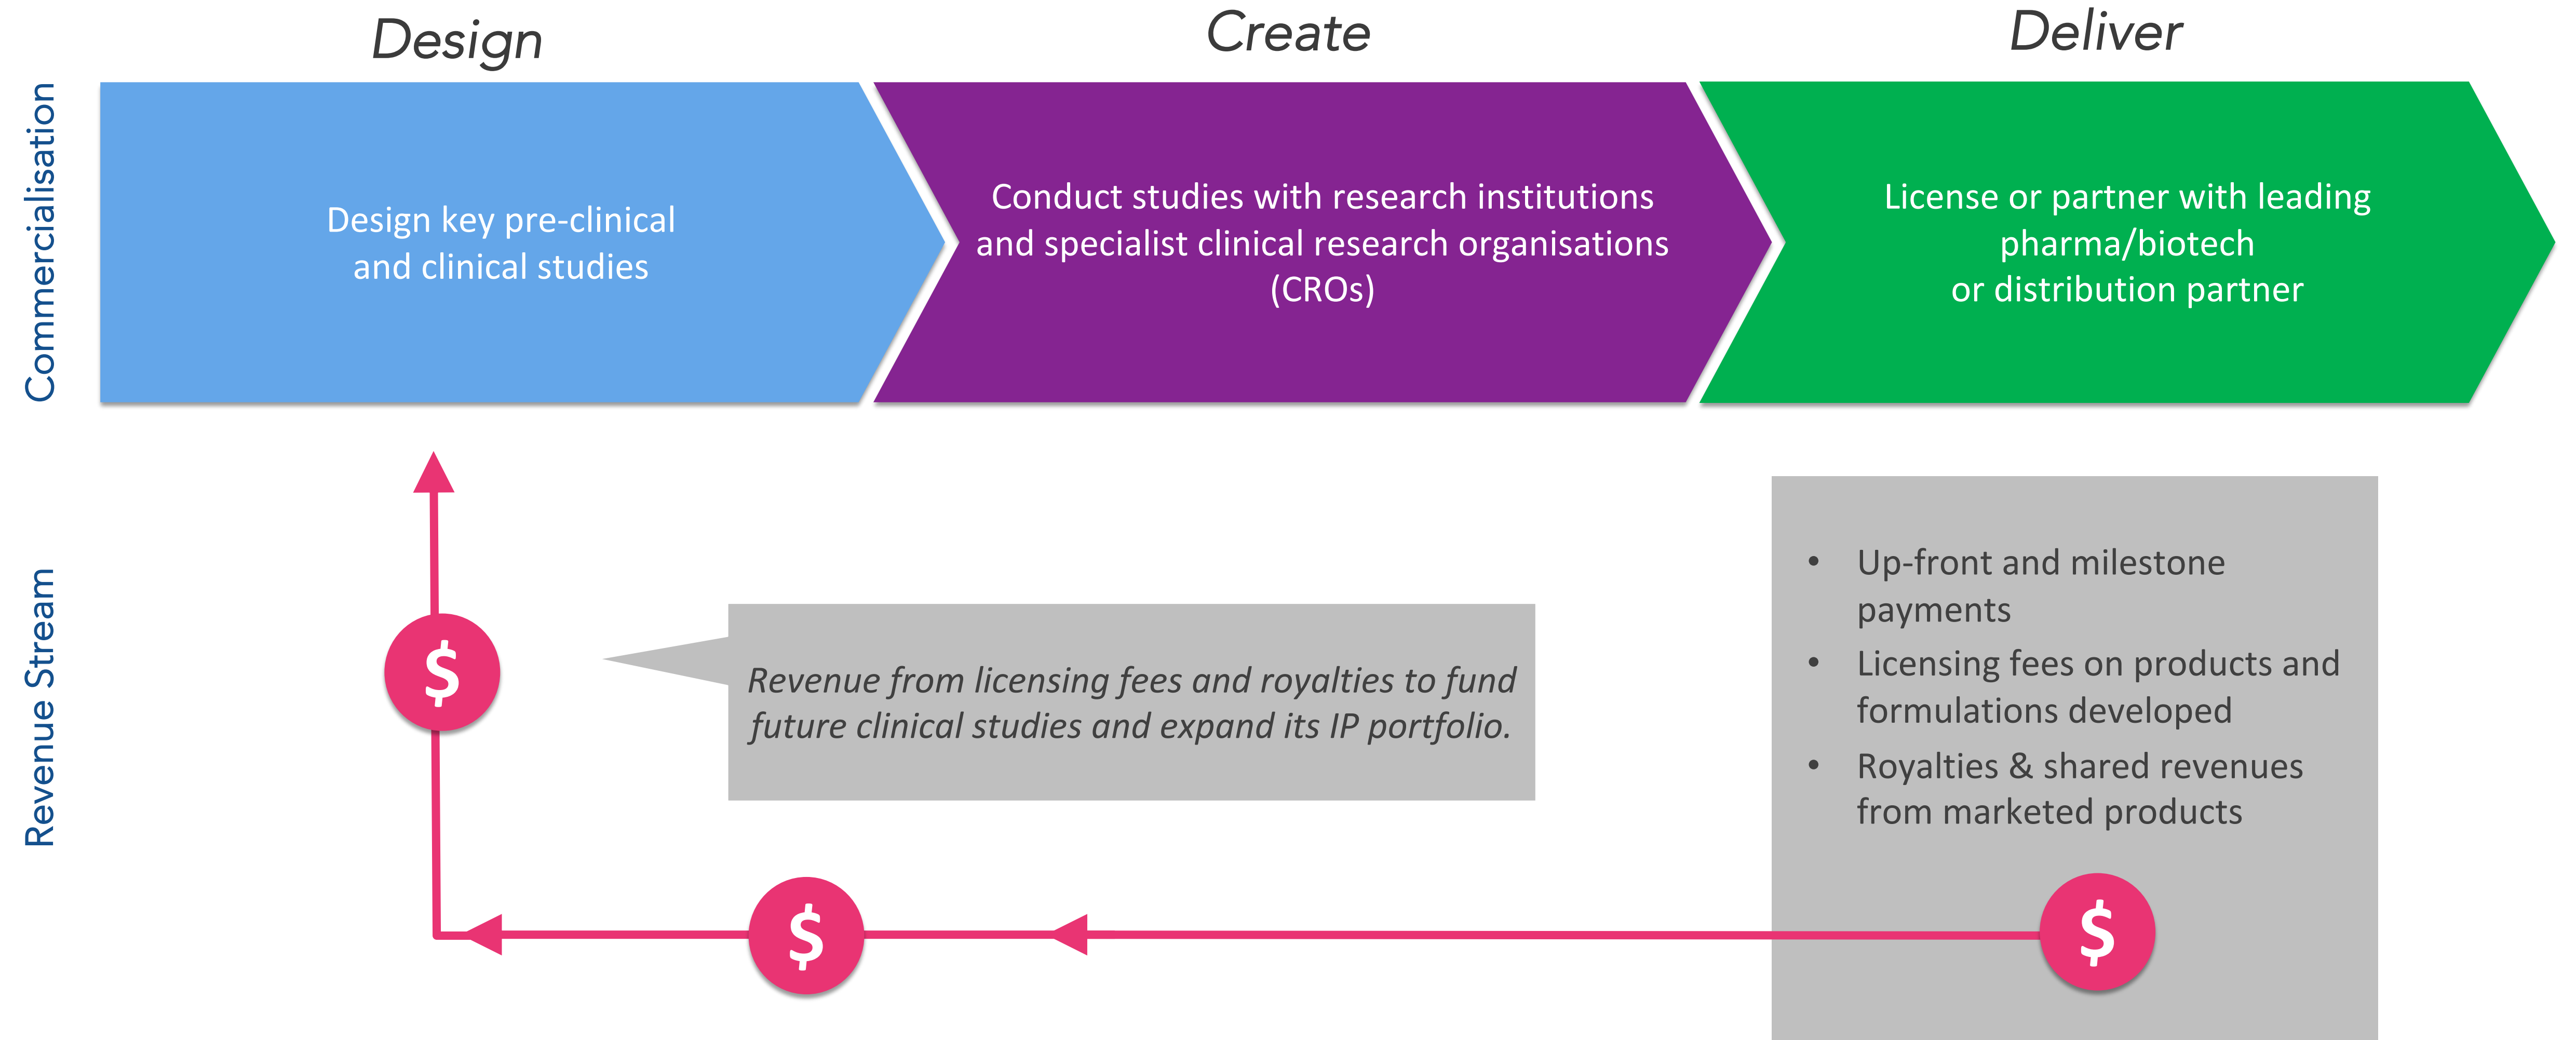 Design
Create
Deliver
Commercialisation
Design key pre-clinical
and clinical studies
Conduct studies with research institutions
and specialist clinical research organisations
(CROs)
License or partner with leading
pharma/biotech
or distribution partner
Revenue Stream
$
Revenue from licensing fees and royalties to fund
future clinical studies and expand its IP portfolio.
• Up-front and milestone
payments
• Licensing fees on products and
formulations developed
• Royalties & shared revenues
from marketed products
$
$